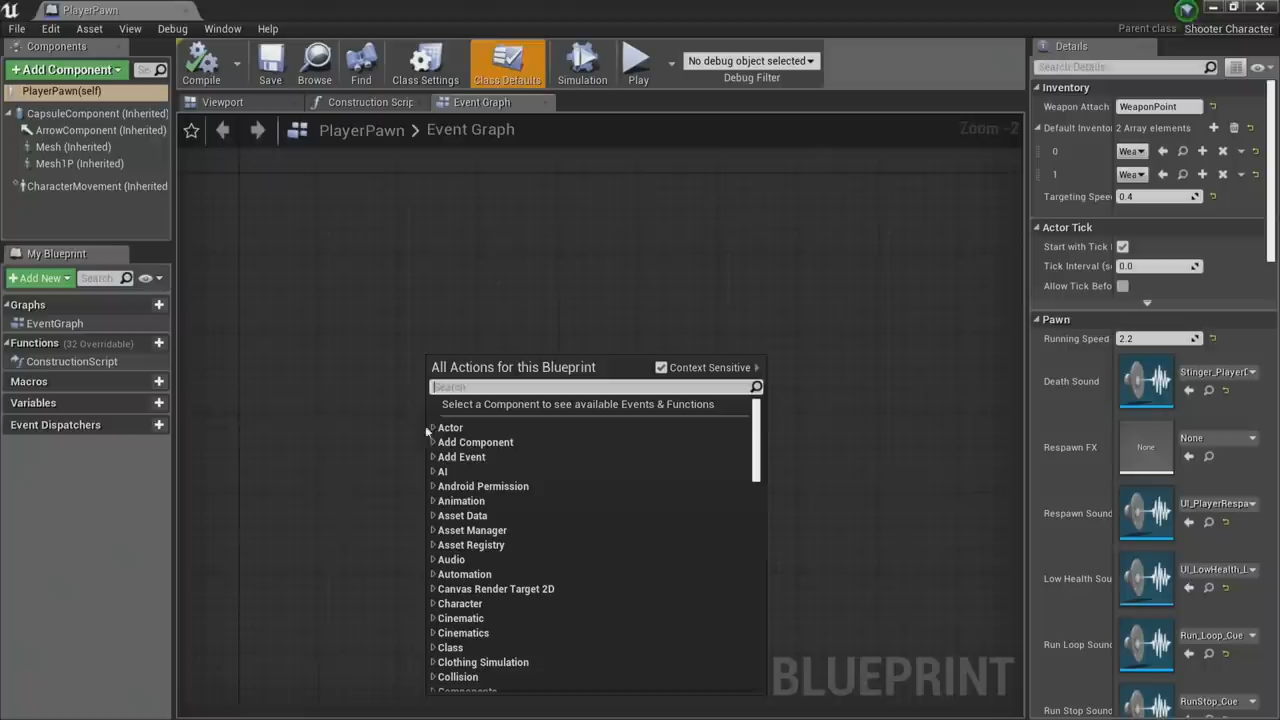 PlayerPawn
File Edit Asset View Debug Window Help
Parent class Shooter Character
Components
+Add Component
PlayerPawn(self)
CapsuleComponent (Inherited)
ArrowComponent (Inherited)
Mesh (Inherited)
Mesh1P (Inherited)
CharacterMovement (Inherited
My Blueprint
+Add New Search
Graphs
EventGraph
Functions (32 Overridable)
ConstructionScript
Macros
Variables
Event Dispatchers
Compile Save Browse Find Class Settings Class Defaults Simulation Play
No debug object selected
Debug Filter
Viewport Construction Scrip Event Graph
PlayerPawn > Event Graph
Zoom -2
All Actions for this Blueprint Context Sensitive
Search
Select a Component to see available Events & Functions
Actor
Add Component
Add Event
AI
Android Permission
Animation
Asset Data
Asset Manager
Asset Registry
Audio
Automation
Canvas Render Target 2D
Character
Cinematic
Cinematics
Class
Clothing Simulation
Collision
Components
BLUEPRINT
Details
Search Details
Inventory
Weapon Attach WeaponPoint
Default Invento 2 Array elements
0 Wea
1 Wea
Targeting Spee 0.4
Actor Tick
Start with Tick
Tick Interval (s 0.0
Allow Tick Befo
Pawn
Running Speed 2.2
Death Sound Stinger_Player
Respawn FX None None
Respawn Sound UI_PlayerRespa
Low Health Sou UI_LowHealth_L
Run Loop Sound Run_Loop_Cue
Run Stop Sound RunStop_Cue